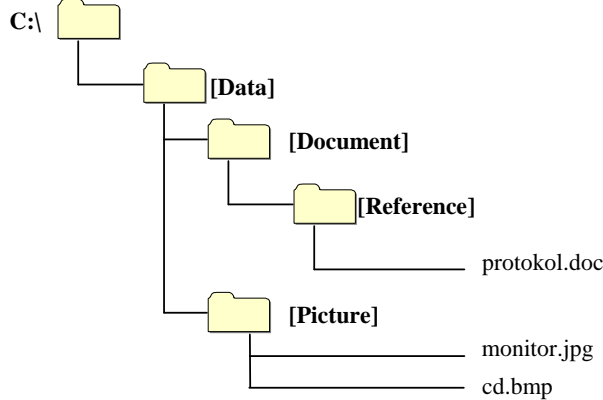 C:\
[Data]
[Document]
[Reference]
protokol.doc
[Picture]
monitor.jpg
cd.bmp